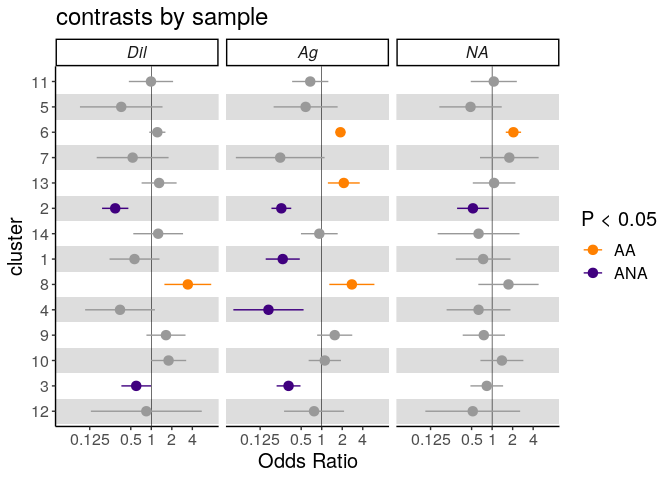 contrasts by sample
Dil Ag NA
11
5
6
7
13
2
14
1
8
4
9
10
3
12
cluster
0.125 0.5 1 2 4 0.125 0.5 1 2 4 0.125 0.5 1 2 4
Odds Ratio
P < 0.05
AA
ANA